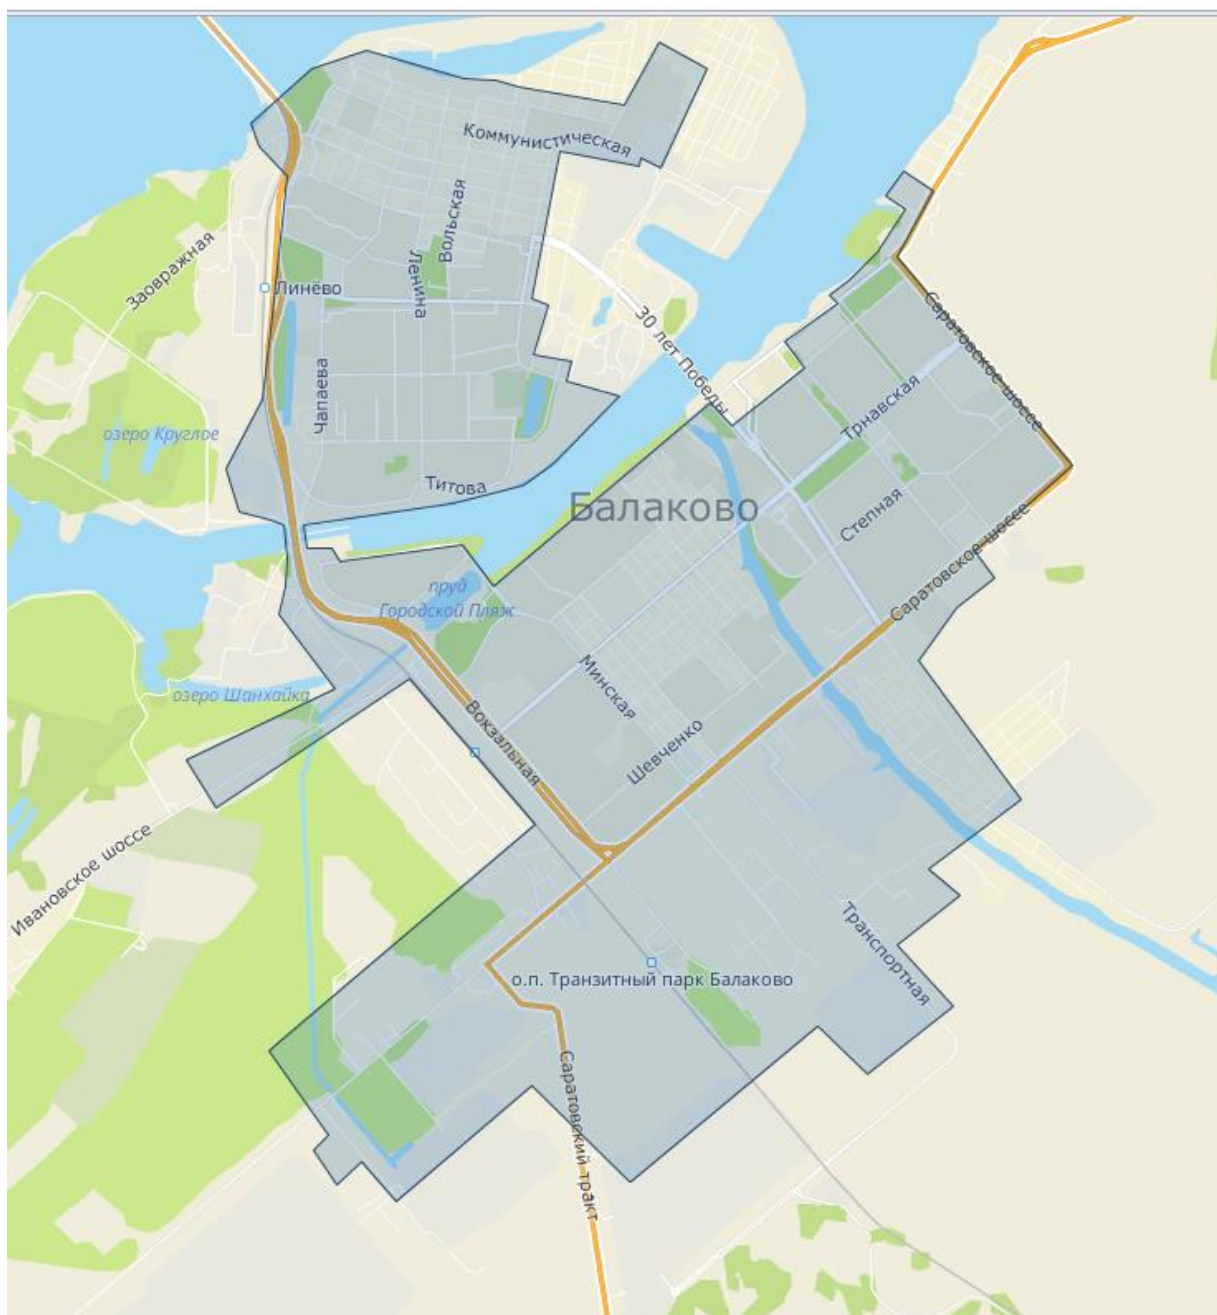 Коммунистическая
Вольская
Заовражная
Ленина
Линёво
Саратовское шоссе
30 лет Победы
Чапаева
Трнавская
озеро Круглое
Титова
Балаково
Степная
Саратовское шоссе
пруд
Городской Пляж
Минская
озеро Шанхайка
Вокзальная
Шевченко
Ивановское шоссе
Транспортная
о.п. Транзитный парк Балаково
Саратовский тракт